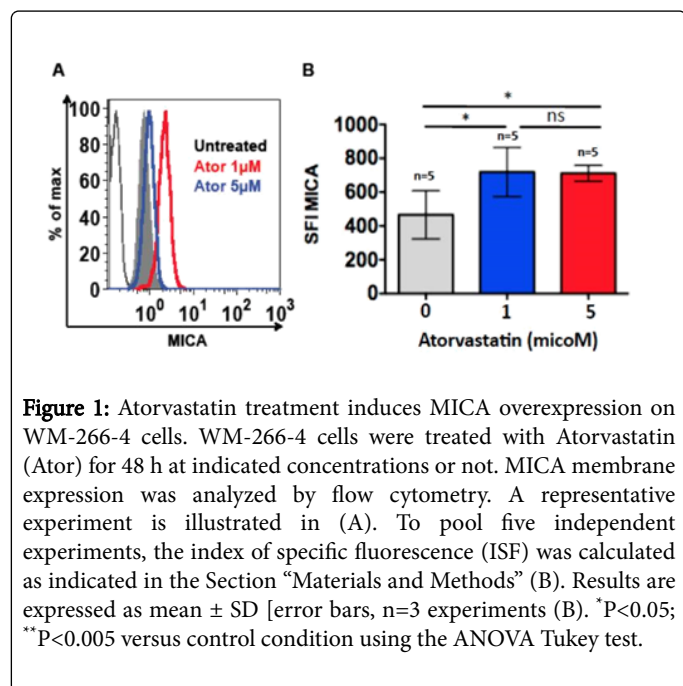 A
100
80
60
40
20
0
% of max
Untreated
Ator 1µM
Ator 5µM
10⁰ 10¹ 10² 10³
MICA
B
*
* ns
n=5 n=5 n=5
1000
800
600
400
200
0
SFI MICA
0 1 5
Atorvastatin (micoM)
Figure 1: Atorvastatin treatment induces MICA overexpression on
WM-266-4 cells. WM-266-4 cells were treated with Atorvastatin
(Ator) for 48 h at indicated concentrations or not. MICA membrane
expression was analyzed by flow cytometry. A representative
experiment is illustrated in (A). To pool five independent
experiments, the index of specific fluorescence (ISF) was calculated
as indicated in the Section “Materials and Methods” (B). Results are
expressed as mean ± SD [error bars, n=3 experiments (B). *P<0.05;
**P<0.005 versus control condition using the ANOVA Tukey test.